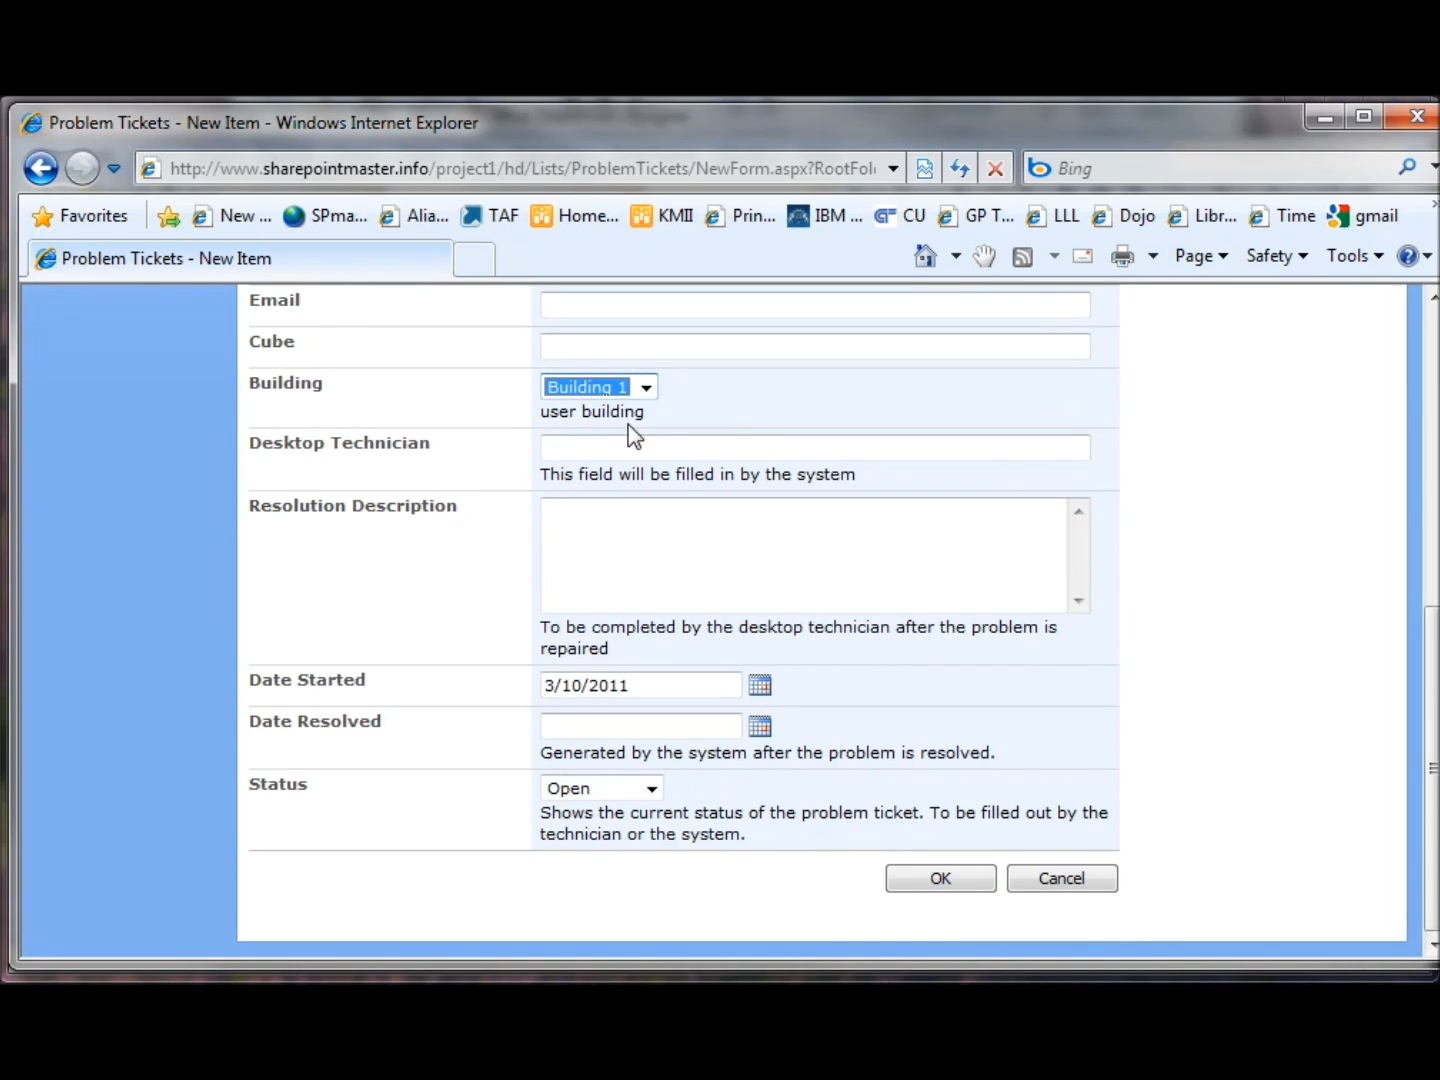 Problem Tickets - New Item - Windows Internet Explorer
http://www.sharepointmaster.info/project1/hd/Lists/ProblemTickets/NewForm.aspx?RootFol
Bing
Favorites New ... SPma... Alia... TAF Home... KMII Prin... IBM ... CU GP T... LLL Dojo Libr... Time gmail
Problem Tickets - New Item
Page Safety Tools
Email
Cube
Building
Building 1
user building
Desktop Technician
This field will be filled in by the system
Resolution Description
To be completed by the desktop technician after the problem is
repaired
Date Started
3/10/2011
Date Resolved
Generated by the system after the problem is resolved.
Status
Open
Shows the current status of the problem ticket. To be filled out by the
technician or the system.
OK Cancel